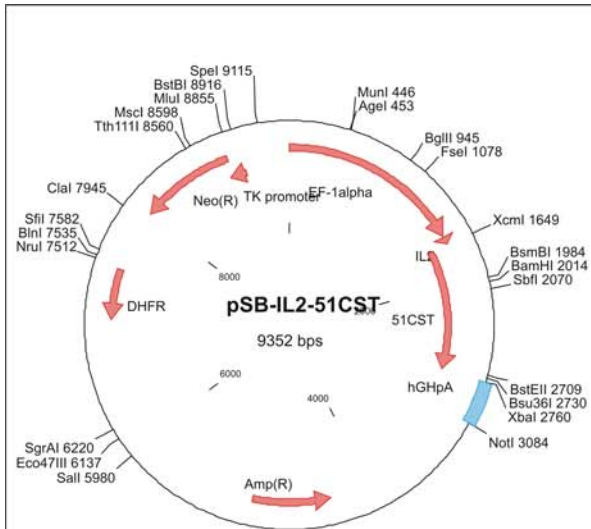 SpeI 9115
BstBI 8916
MluI 8855
MscI 8598
Tth111I 8560
ClaI 7945
SfiI 7582
BlnI 7535
NruI 7512
SgrAI 6220
Eco47III 6137
SalI 5980
MunI 446
AgeI 453
BglII 945
FseI 1078
XcmI 1649
BsmBI 1984
BamHI 2014
SbfI 2070
BstEII 2709
Bsu36I 2730
XbaI 2760
NotI 3084
Neo(R)
TK promoter
EF-1alpha
IL2
51CST
hGHpA
DHFR
Amp(R)
8000
6000
4000
pSB-IL2-51CST
9352 bps